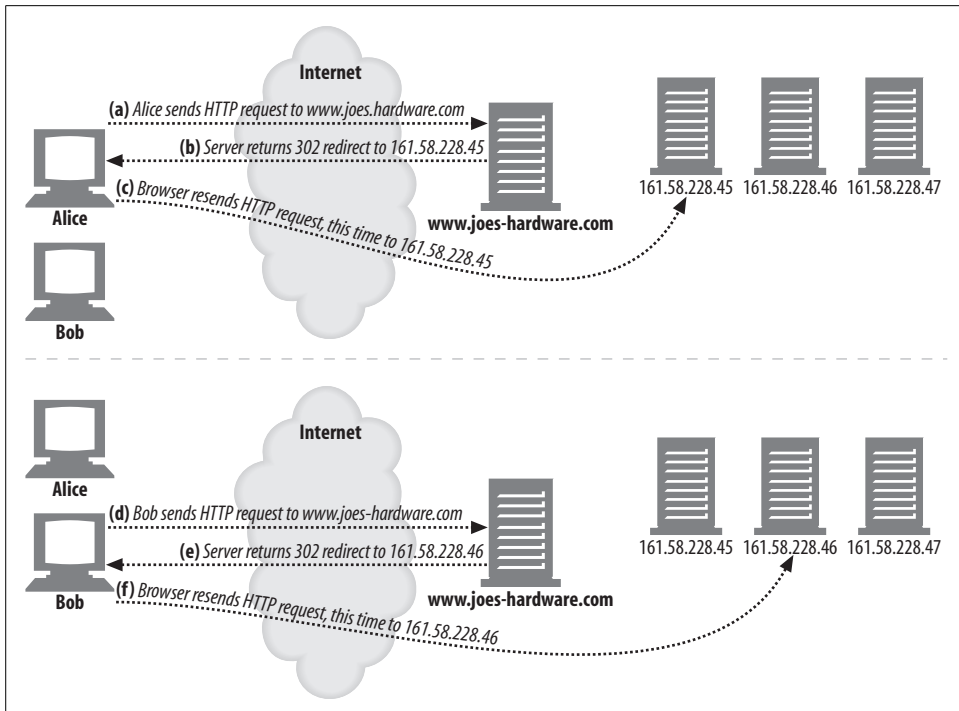 Internet
(a) Alice sends HTTP request to www.joes.hardware.com
(b) Server returns 302 redirect to 161.58.228.45
(c) Browser resends HTTP request, this time to 161.58.228.45
Alice
www.joes-hardware.com
161.58.228.45
161.58.228.46
161.58.228.47
Bob
Internet
Alice
(d) Bob sends HTTP request to www.joes-hardware.com
(e) Server returns 302 redirect to 161.58.228.46
(f) Browser resends HTTP request, this time to 161.58.228.46
Bob
www.joes-hardware.com
161.58.228.45
161.58.228.46
161.58.228.47